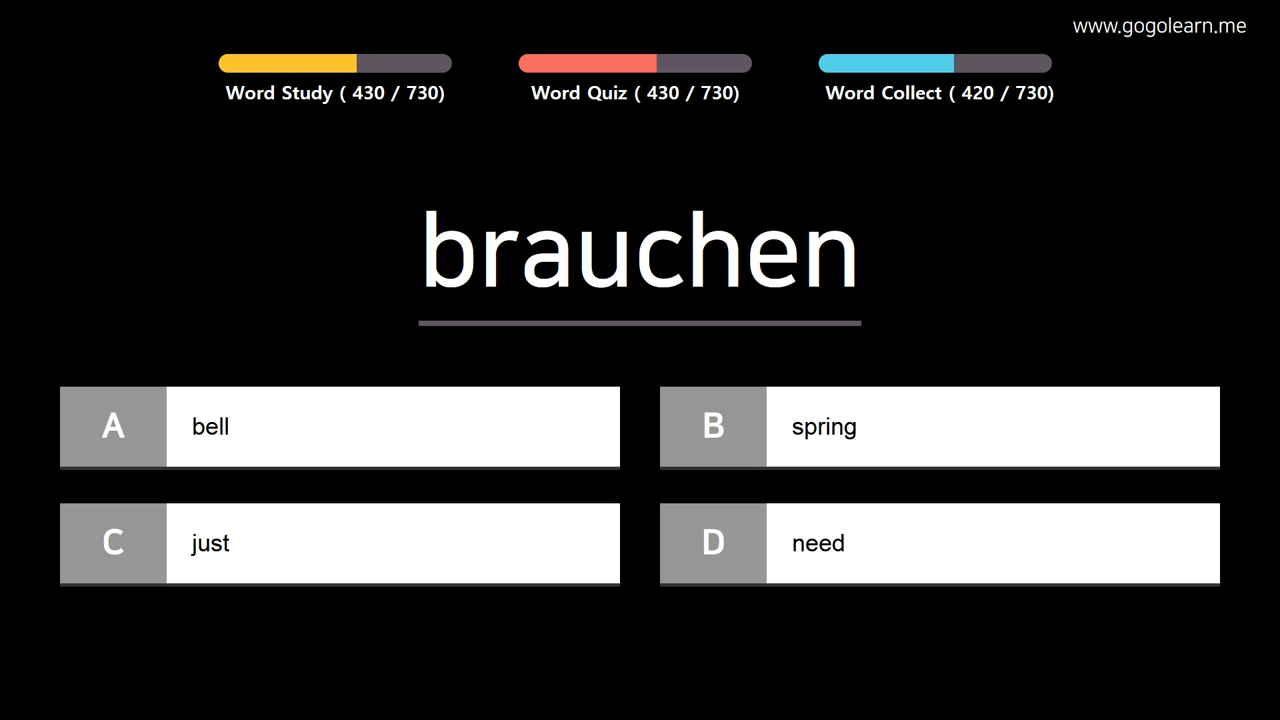 www.gogolearn.me
Word Study ( 430 / 730)
Word Quiz ( 430 / 730)
Word Collect ( 420 / 730)
brauchen
A bell
B spring
C just
D need